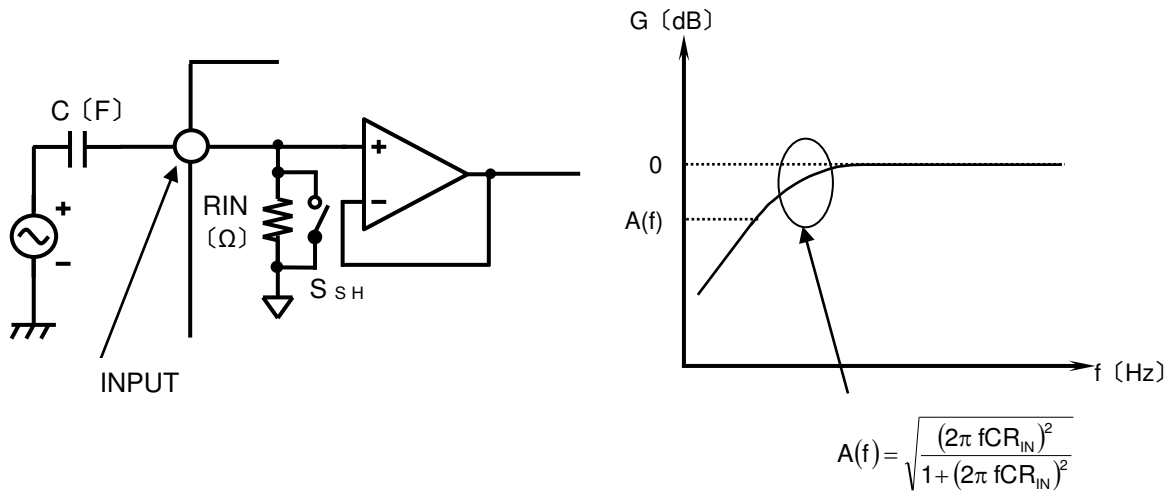 C〔F〕
+
−
RIN
〔Ω〕
S SH
+
−
INPUT
G〔dB〕
0
A(f)
f〔Hz〕
A(f) = √((2π fCR_IN)² / (1 + (2π fCR_IN)²))